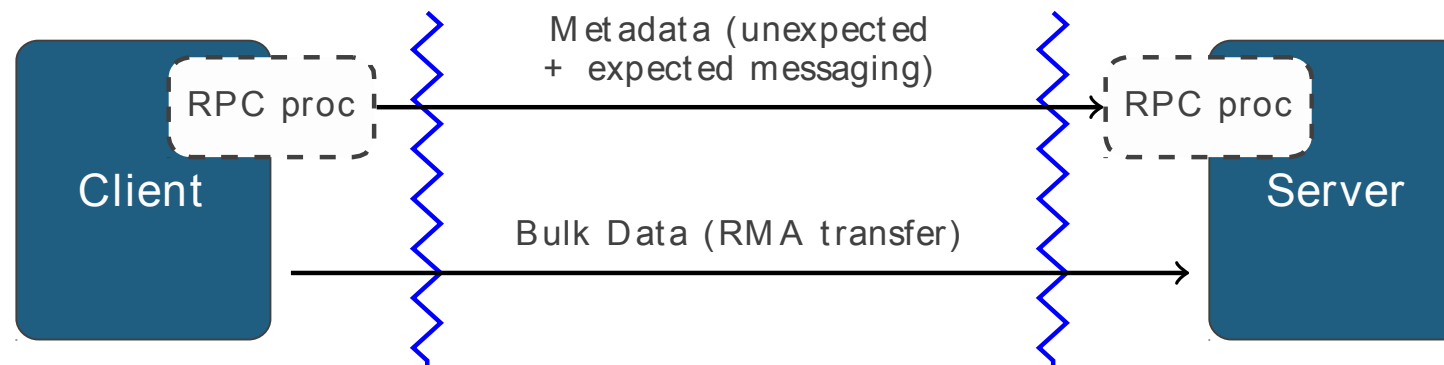 Metadata (unexpected
+ expected messaging)
RPC proc
RPC proc
Client
Server
Bulk Data (RMA transfer)